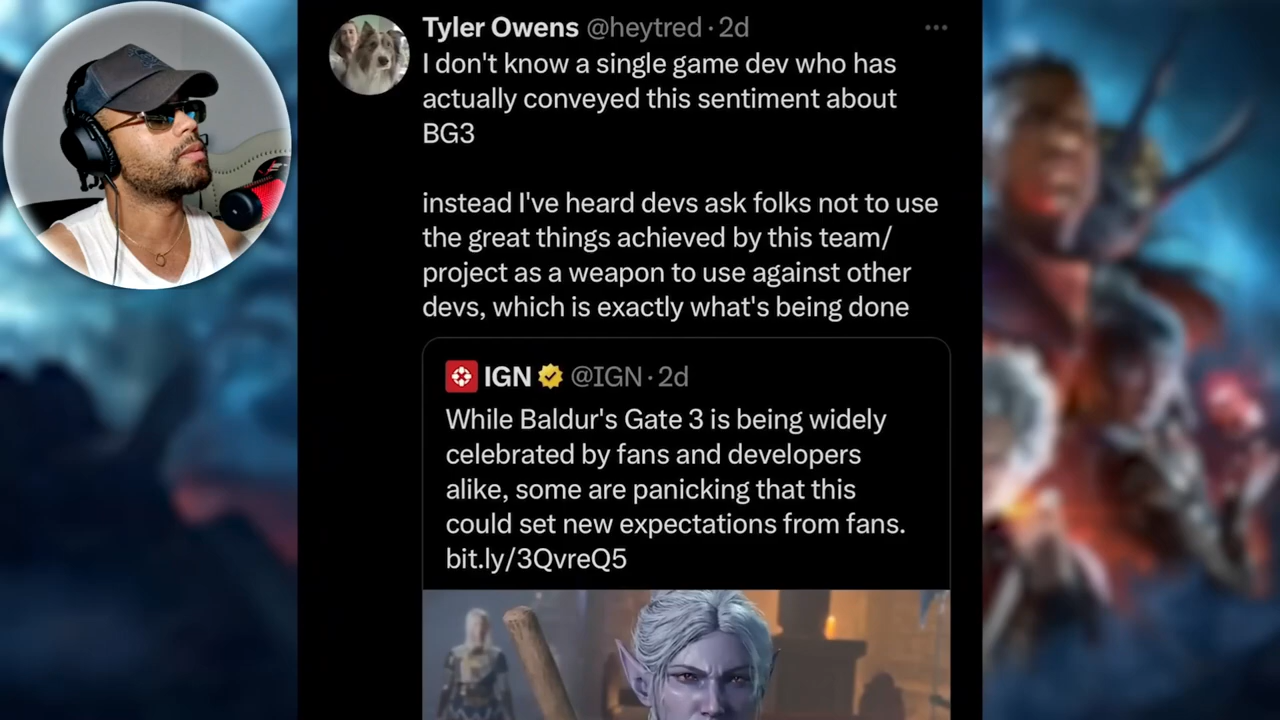 Tyler Owens @heytred · 2d
I don't know a single game dev who has
actually conveyed this sentiment about
BG3
instead I've heard devs ask folks not to use
the great things achieved by this team/
project as a weapon to use against other
devs, which is exactly what's being done
IGN @IGN · 2d
While Baldur's Gate 3 is being widely
celebrated by fans and developers
alike, some are panicking that this
could set new expectations from fans.
bit.ly/3QvreQ5